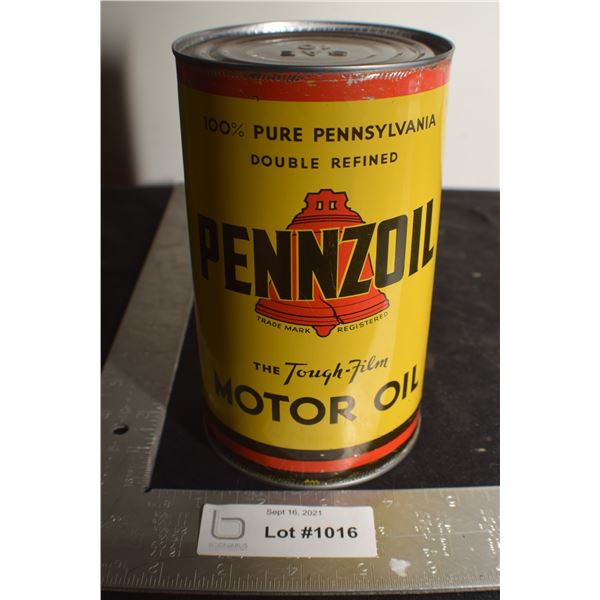 100% PURE PENNSYLVANIA
DOUBLE REFINED
PENNZOIL
TRADE MARK REGISTERED
THE Tough-Film
MOTOR OIL
Sept 16, 2021
Lot #1016